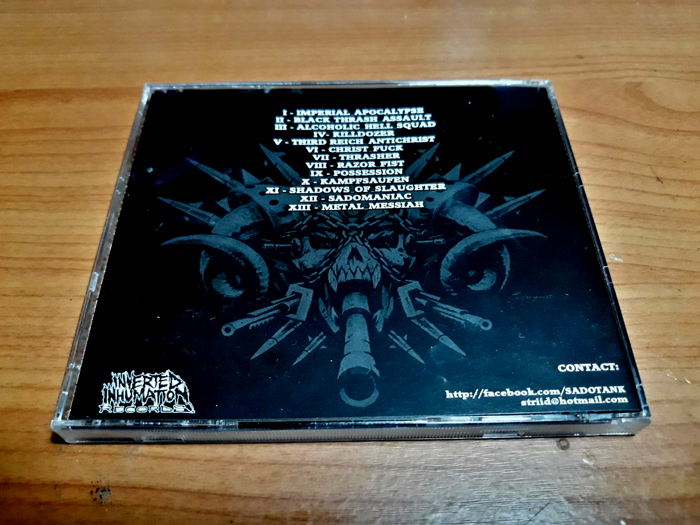 I - IMPERIAL APOCALYPSE
II - BLACK THRASH ASSAULT
III - ALCOHOLIC HELL SQUAD
IV- KILLDOZER
V - THIRD REICH ANTICHRIST
VI - CHRIST FUCK
VII - THRASHER
VIII - RAZOR FIST
IX - POSSESSION
X - KAMPFSAUFEN
XI - SHADOWS OF SLAUGHTER
XII - SADOMANIAC
XIII - METAL MESSIAH
CONTACT:
http://facebook.com/SADOTANK
striid@hotmail.com
INVERTED
INHUMATION
RECORDS